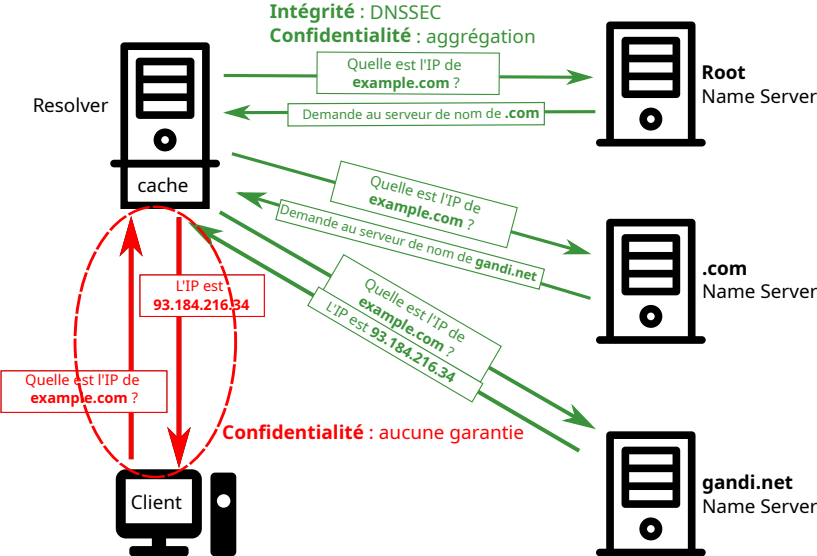 Intégrité : DNSSEC
Confidentialité : aggrégation
Resolver
cache
Quelle est l'IP de
example.com ?
Demande au serveur de nom de .com
Root
Name Server
Quelle est l'IP de
example.com ?
Demande au serveur de nom de gandi.net
.com
Name Server
Quelle est l'IP de
example.com ?
L'IP est 93.184.216.34
L'IP est
93.184.216.34
Quelle est l'IP de
example.com ?
Confidentialité : aucune garantie
Client
gandi.net
Name Server